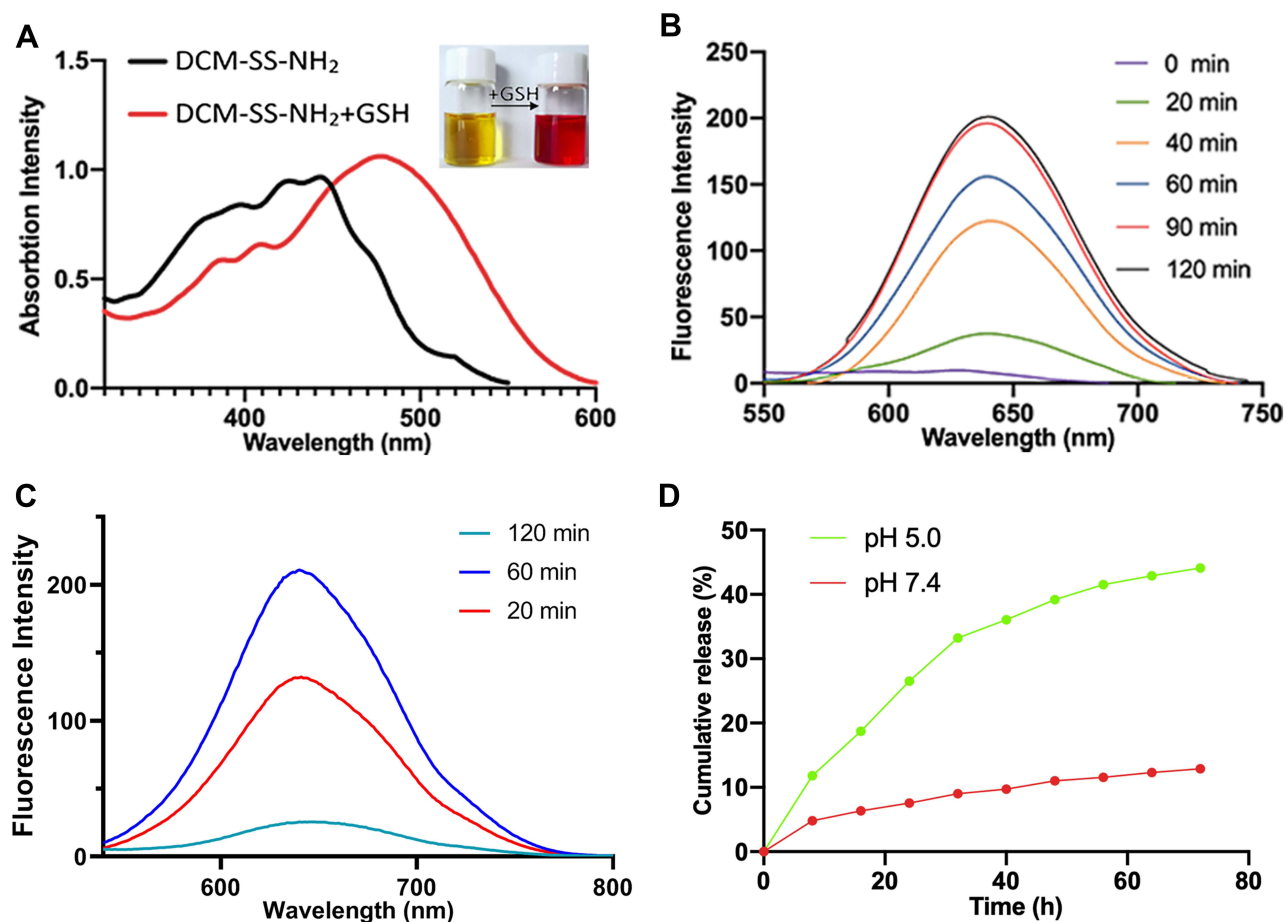 A
Absorbtion Intensity
1.5
1.0
0.5
0.0
400
500
600
Wavelength (nm)
DCM-SS-NH₂
DCM-SS-NH₂+GSH
+GSH
B
Fluorescence Intensity
250
200
150
100
50
0
550
600
650
700
750
Wavelength (nm)
0 min
20 min
40 min
60 min
90 min
120 min
C
Fluorescence Intensity
200
100
0
600
700
800
Wavelength (nm)
120 min
60 min
20 min
D
Cumulative release (%)
50
40
30
20
10
0
0
20
40
60
80
Time (h)
pH 5.0
pH 7.4